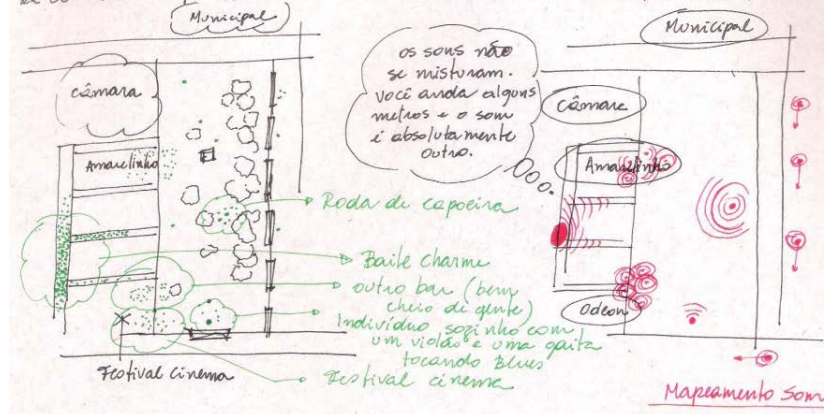 Municipal
Câmara
Amarelinho
os sons não
se misturam.
você anda alguns
metros e o som
é absolutamente
outro.
Roda de capoeira
Baile charme
outro bar (bem
cheio de gente)
Indivíduo sozinho com
um violão e uma gaita
tocando Blues
Festival cinema
Festival cinema
Municipal
Câmara
Amarelinho
Odeon
Mapeamento Som